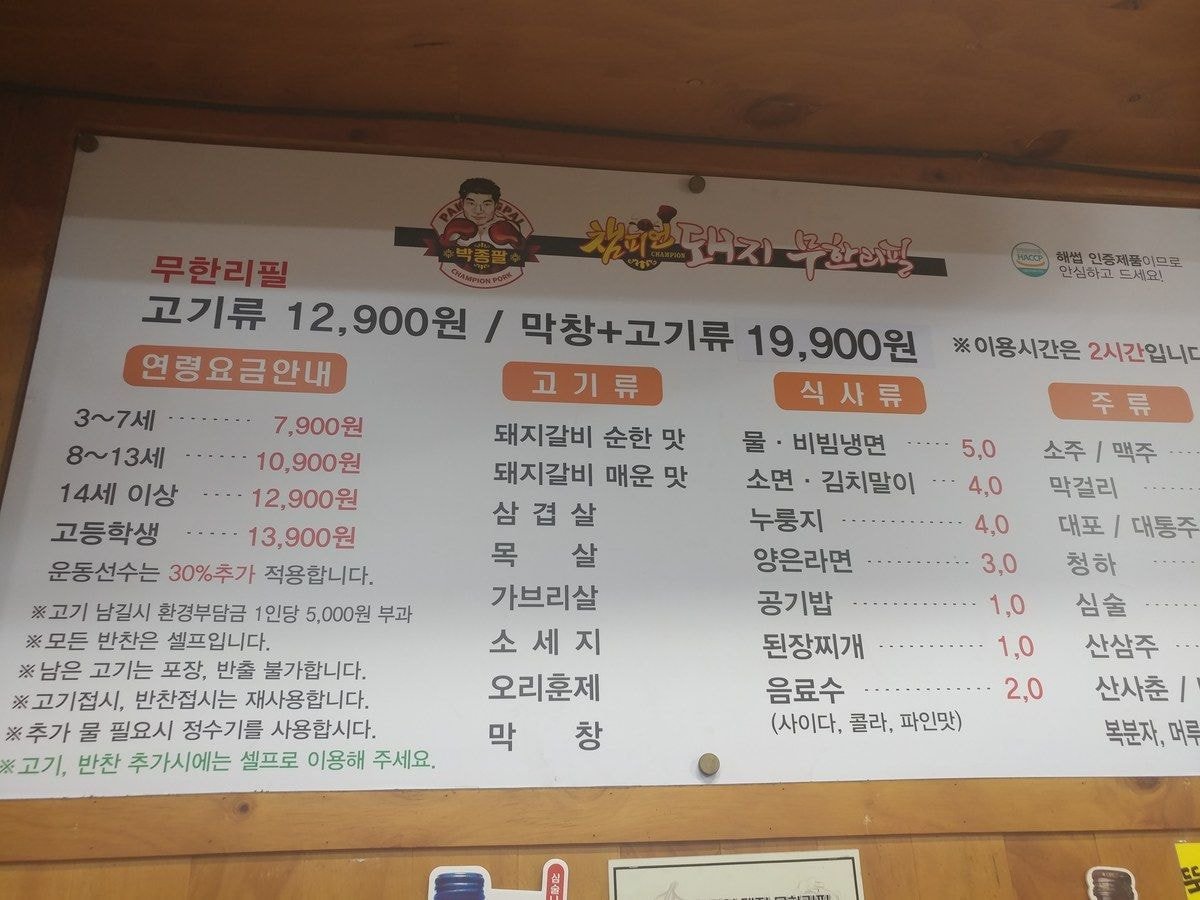 PAK JONGPAL
박종팔
CHAMPION PORK
챔피언 돼지 무한리필
CHAMPION
HACCP
해썹 인증제품이므로
안심하고 드세요!
무한리필
고기류 12,900원 / 막창+고기류 19,900원
※이용시간은 2시간입니다
연령요금안내
3~7세 ········ 7,900원
8~13세 ······ 10,900원
14세 이상 ···· 12,900원
고등학생 ····· 13,900원
운동선수는 30%추가 적용합니다.
※고기 남길시 환경부담금 1인당 5,000원 부과
※모든 반찬은 셀프입니다.
※남은 고기는 포장, 반출 불가합니다.
※고기접시, 반찬접시는 재사용합니다.
※추가 물 필요시 정수기를 사용합시다.
※고기, 반찬 추가시에는 셀프로 이용해 주세요.
고기류
돼지갈비 순한 맛
돼지갈비 매운 맛
삼겹살
목살
가브리살
소세지
오리훈제
막창
식사류
물 · 비빔냉면 ····· 5,0
소면 · 김치말이 ··· 4,0
누룽지 ············ 4,0
양은라면 ·········· 3,0
공기밥 ············ 1,0
된장찌개 ·········· 1,0
음료수 ············ 2,0
(사이다, 콜라, 파인맛)
주류
소주 / 맥주 ····
막걸리 ····
대포 / 대통주
청하 ····
심술 ····
산삼주 ····
산사춘 /
복분자, 머루
심술